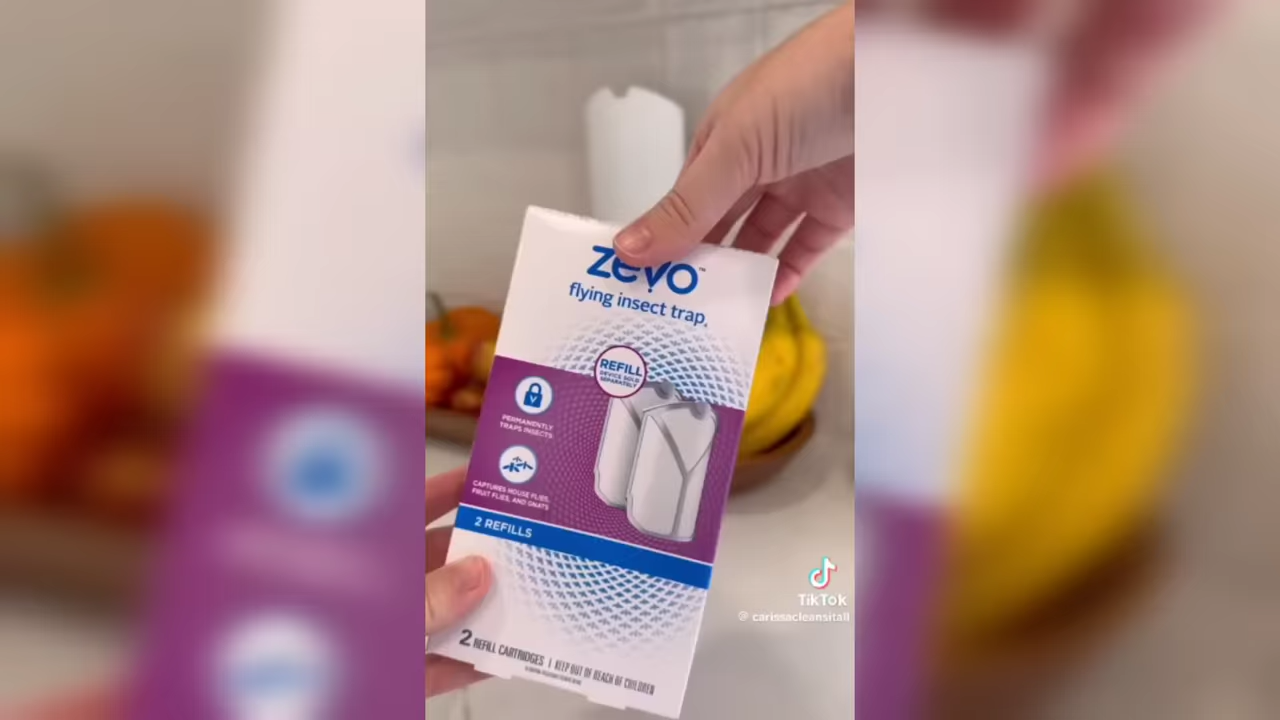 zevo™
flying insect trap.
REFILL
DEVICE SOLD
SEPARATELY
PERMANENTLY
TRAPS INSECTS
CAPTURES HOUSE FLIES,
FRUIT FLIES, AND GNATS
2 REFILLS
2 REFILL CARTRIDGES | KEEP OUT OF REACH OF CHILDREN
TikTok
@ carissacleansitall